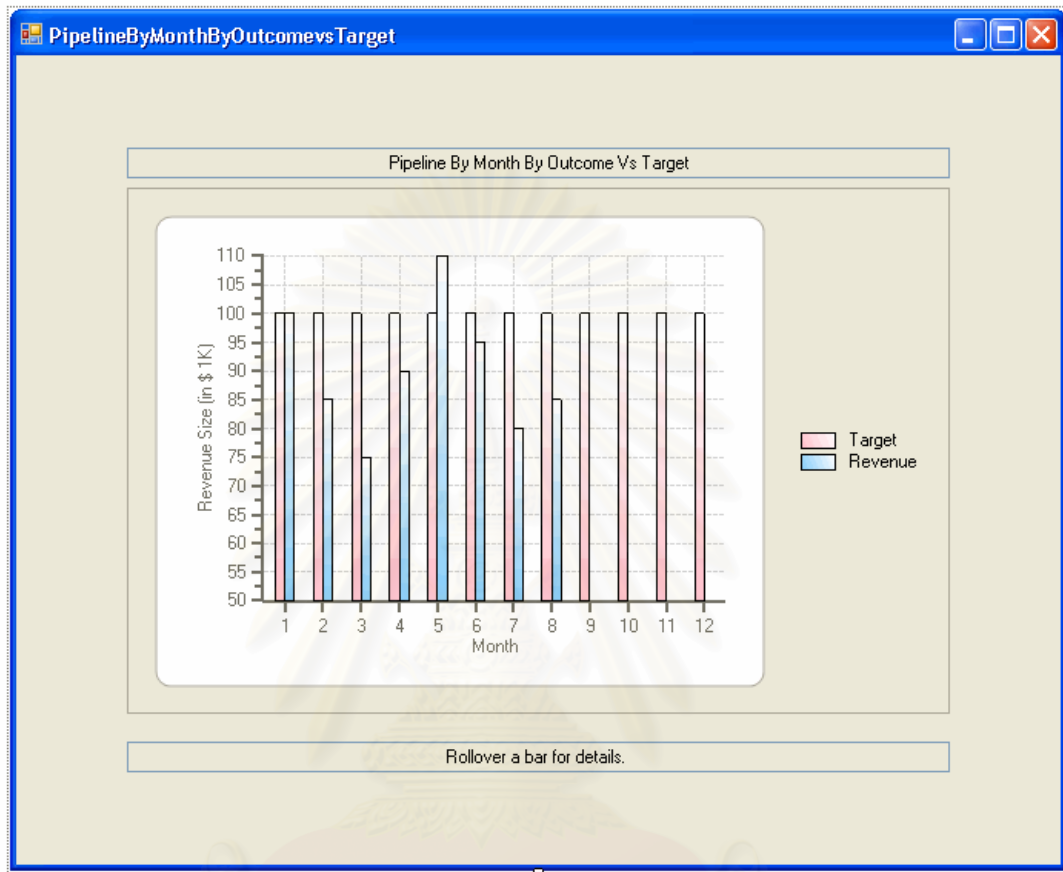 PipelineByMonthByOutcomevsTarget
Pipeline By Month By Outcome Vs Target
110
105
100
95
90
85
80
75
70
65
60
55
50
Revenue Size (in $ 1K)
1 2 3 4 5 6 7 8 9 10 11 12
Month
Target
Revenue
Rollover a bar for details.